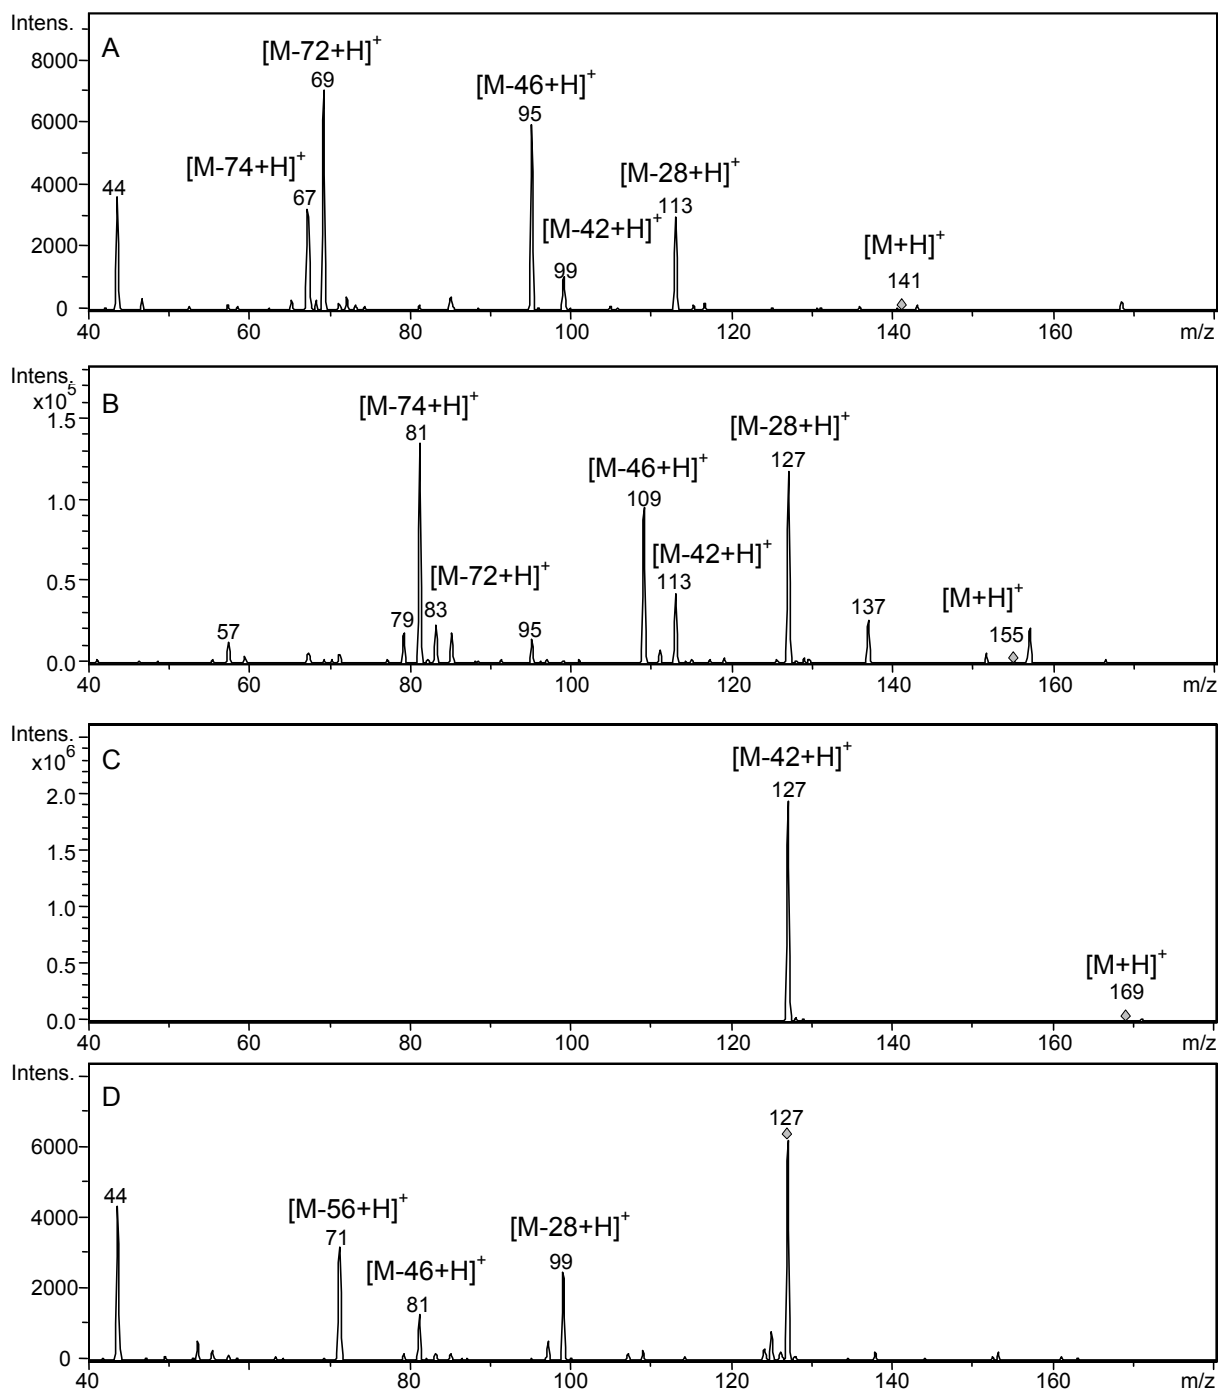 Intens.
A
[M-72+H]+
8000
69
[M-46+H]+
95
6000
[M-74+H]+
[M-28+H]+
44
67
113
4000
[M-42+H]+
[M+H]+
2000
99
141
0
40 60 80 100 120 140 160 m/z
Intens.
x10^5
B
[M-74+H]+
1.5
81
[M-28+H]+
[M-46+H]+
127
1.0
109
[M-42+H]+
[M-72+H]+
113
[M+H]+
0.5
57
79
83
95
137
155
0.0
40 60 80 100 120 140 160 m/z
Intens.
x10^6
C
[M-42+H]+
127
2.0
1.5
1.0
[M+H]+
0.5
169
0.0
40 60 80 100 120 140 160 m/z
Intens.
D
127
6000
44
[M-56+H]+
[M-28+H]+
4000
71
99
[M-46+H]+
2000
81
0
40 60 80 100 120 140 160 m/z